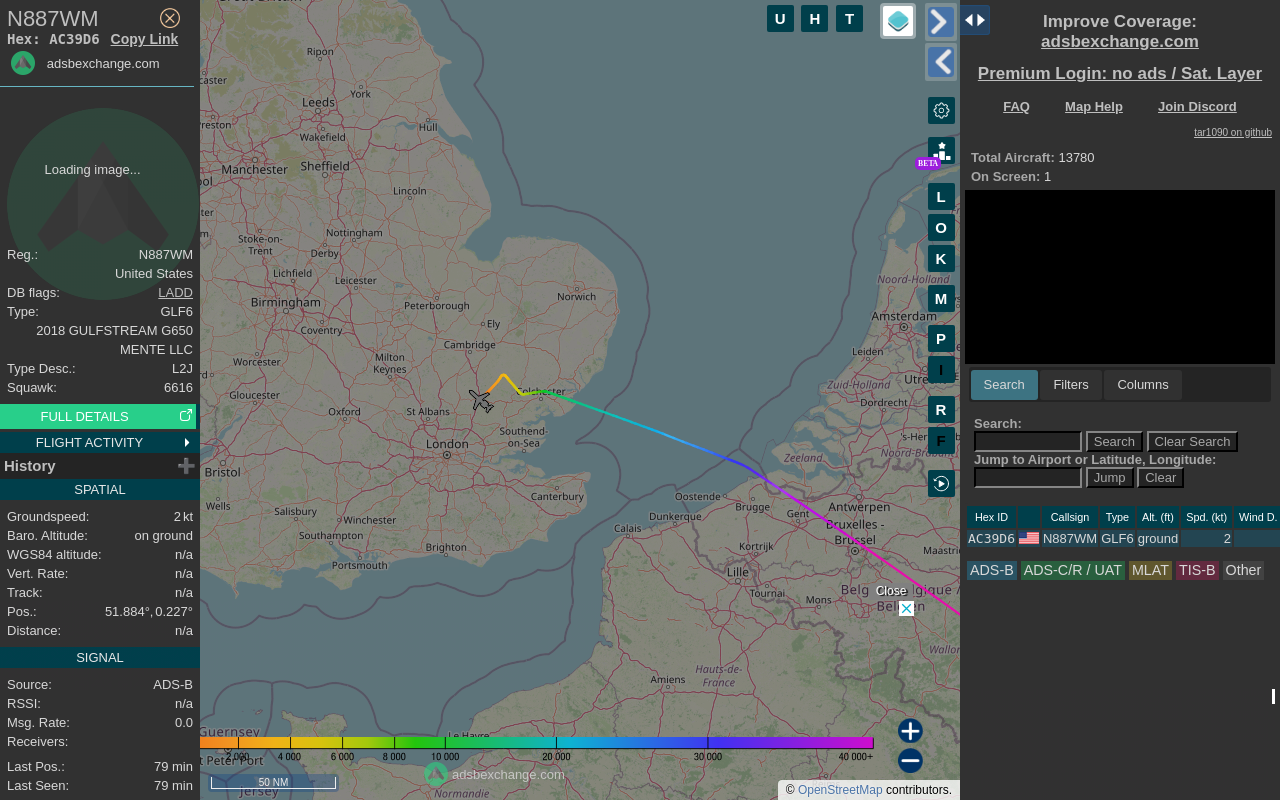 N887WM
Hex: AC39D6 Copy Link
adsbexchange.com
Loading image...
Reg.: N887WM
United States
DB flags: LADD
Type: GLF6
2018 GULFSTREAM G650
MENTE LLC
Type Desc.: L2J
Squawk: 6616
FULL DETAILS
FLIGHT ACTIVITY
History
SPATIAL
Groundspeed: 2 kt
Baro. Altitude: on ground
WGS84 altitude: n/a
Vert. Rate: n/a
Track: n/a
Pos.: 51.884°, 0.227°
Distance: n/a
SIGNAL
Source: ADS-B
RSSI: n/a
Msg. Rate: 0.0
Receivers:
Last Pos.: 79 min
Last Seen: 79 min
U H T
BETA
L
O
K
M
P
I
R
F
Ripon
York
Leeds
Hull
Preston
Wakefield
Manchester
Sheffield
Lincoln
Stoke-on-
Trent
Nottingham
Derby
Lichfield
Leicester
Norwich
Peterborough
Birmingham
Ely
Coventry
Cambridge
Worcester
Milton
Keynes
Colchester
Gloucester
Oxford
St Albans
Southend-
on-Sea
London
Bristol
Wells
Canterbury
Salisbury
Winchester
Southampton
Brighton
Portsmouth
Noord-Holland
Amsterdam
Leiden
Zuid-Holland
Dordrecht
Zeeland
Oostende
Antwerpen
Brugge
Gent
Dunkerque
Calais
Bruxelles -
Brussel
Kortrijk
Lille
Tournai
Mons
Close
Hauts-de-
France
Amiens
Guernsey
Le Havre
Jersey
Normandie
2 000 4 000 6 000 8 000 10 000 20 000 30 000 40 000+
50 NM
adsbexchange.com
© OpenStreetMap contributors.
Improve Coverage:
adsbexchange.com
Premium Login: no ads / Sat. Layer
FAQ Map Help Join Discord
tar1090 on github
Total Aircraft: 13780
On Screen: 1
Search Filters Columns
Search:
Search Clear Search
Jump to Airport or Latitude, Longitude:
Jump Clear
Hex ID Callsign Type Alt. (ft) Spd. (kt) Wind D.
AC39D6 N887WM GLF6 ground 2
ADS-B ADS-C/R / UAT MLAT TIS-B Other